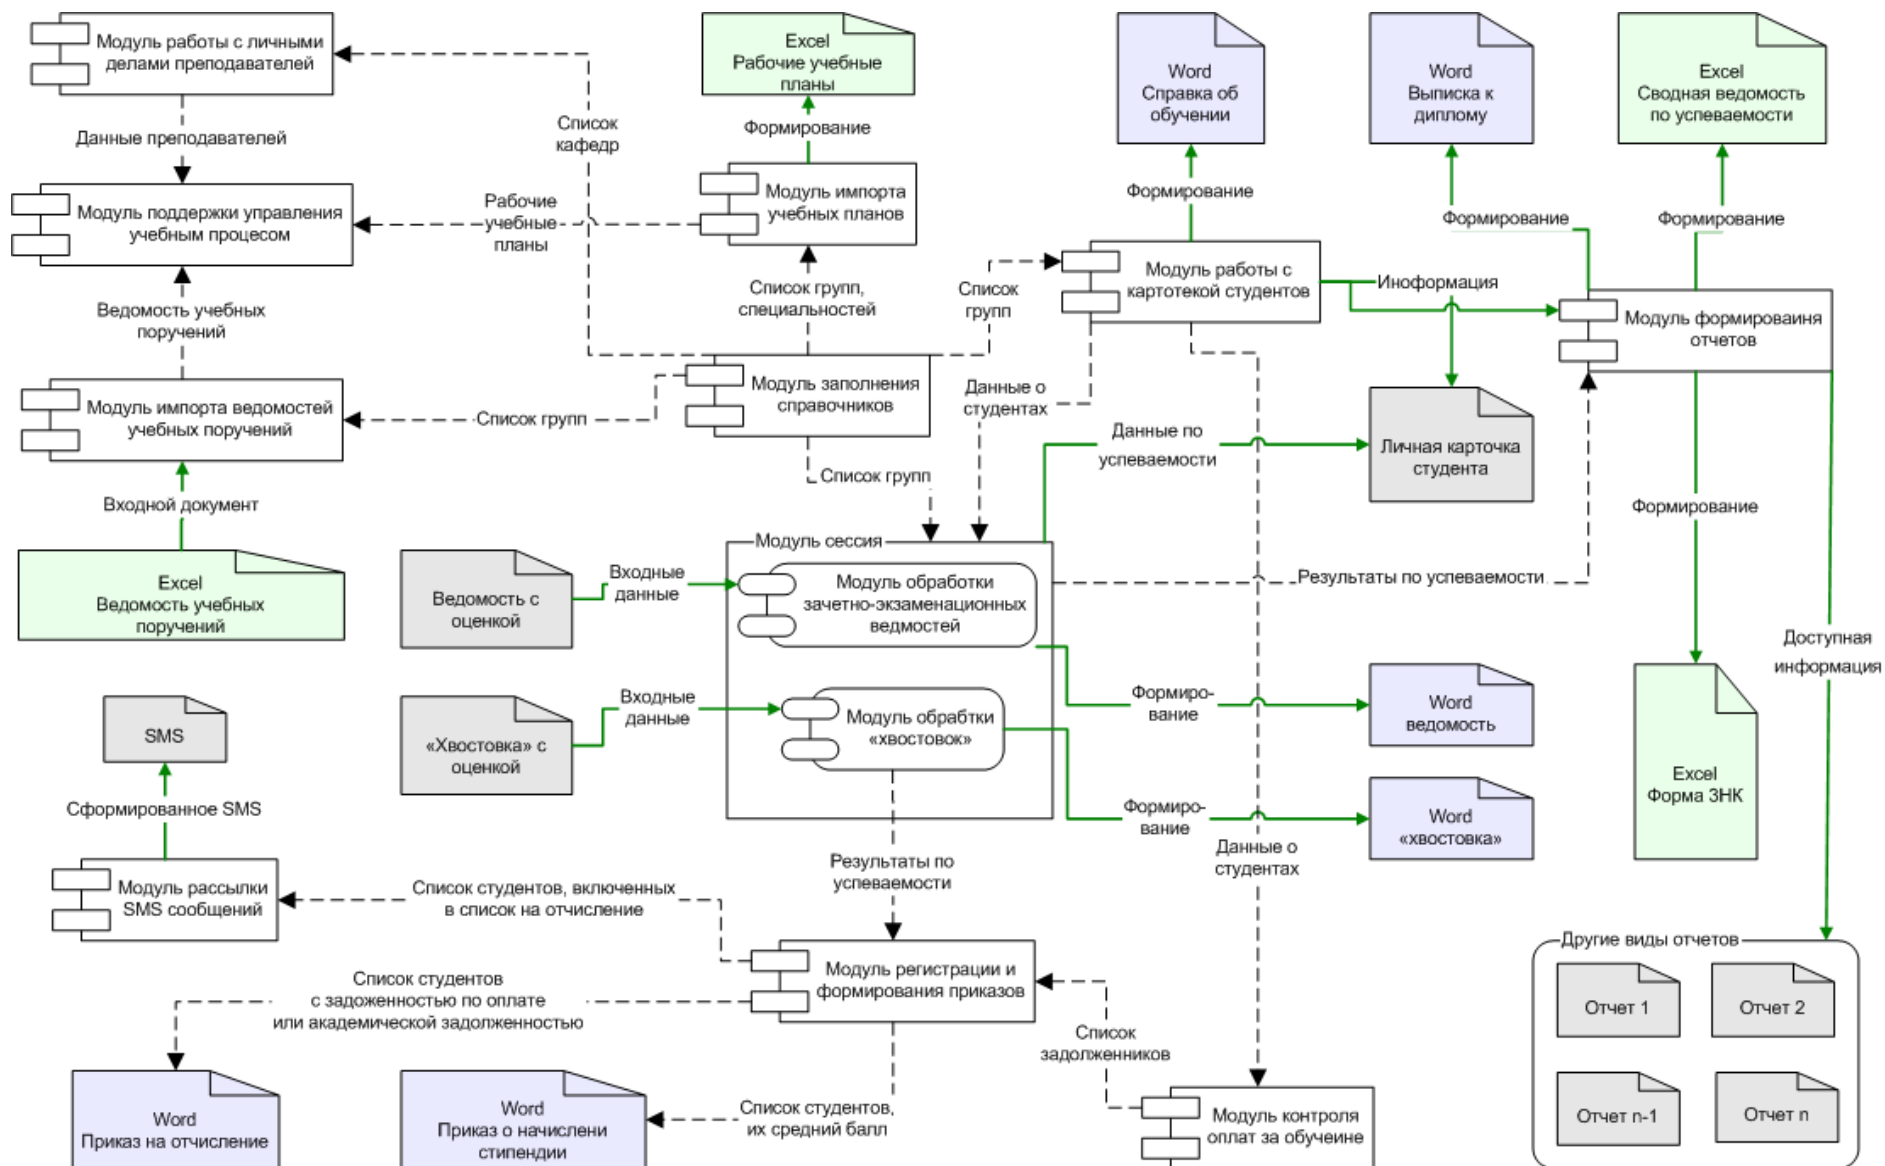 Модуль работы с личными
делами преподавателей
Данные преподавателей
Модуль поддержки управления
учебным процесом
Ведомость учебных
поручений
Модуль импорта ведомостей
учебных поручений
Входной документ
Excel
Ведомость учебных
поручений
Список
кафедр
Excel
Рабочие учебные
планы
Формирование
Модуль импорта
учебных планов
Рабочие
учебные
планы
Список групп,
специальностей
Список
групп
Модуль заполнения
справочников
Список групп
Список групп
Word
Справка об
обучении
Формирование
Модуль работы с
картотекой студентов
Word
Выписка к
диплому
Формирование
Excel
Сводная ведомость
по успеваемости
Формирование
Иноформация
Модуль формироваиня
отчетов
Данные о
студентах
Данные по
успеваемости
Личная карточка
студента
Формирование
Модуль сессия
Модуль обработки
зачетно-экзаменационных
ведмостей
Входные
данные
Ведомость с
оценкой
Результаты по успеваемости
Доступная
информация
Модуль обрабтки
«хвостовок»
Входные
данные
«Хвостовка» с
оценкой
Формиро-
вание
Word
ведомость
Формиро-
вание
Word
«хвостовка»
Excel
Форма 3НК
SMS
Сформированное SMS
Модуль рассылки
SMS сообщений
Список студентов, включенных
в список на отчисление
Результаты по
успеваемости
Данные о
студентах
Модуль регистрации и
формирования приказов
Список студентов
с задоженностью по оплате
или академической задолженностью
Список
задолженников
Word
Приказ на отчисление
Word
Приказ о начислени
стипендии
Список студентов,
их средний балл
Модуль контроля
оплат за обучеине
Другие виды отчетов
Отчет 1
Отчет 2
Отчет n-1
Отчет n